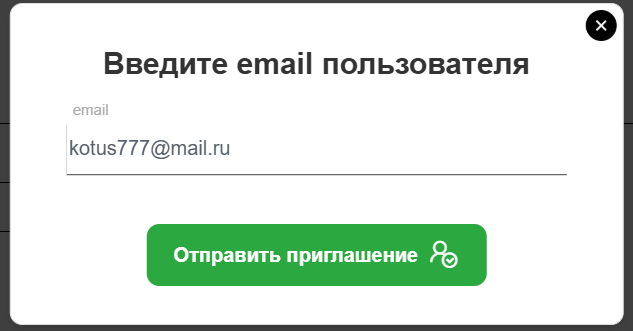 Введите email пользователя
email
kotus777@mail.ru
Отправить приглашение